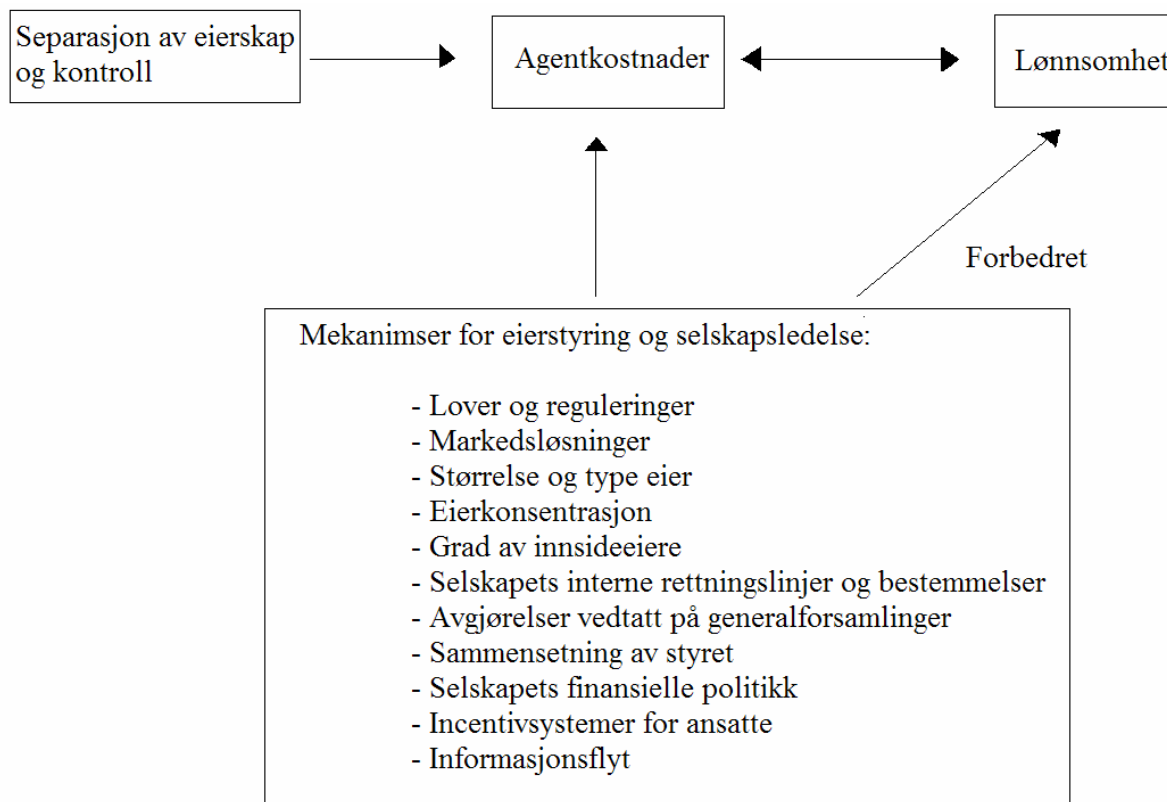 Separasjon av eierskap
og kontroll
Agentkostnader
Lønnsomhet
Forbedret
Mekanimser for eierstyring og selskapsledelse:
- Lover og reguleringer
- Markedsløsninger
- Størrelse og type eier
- Eierkonsentrasjon
- Grad av innsideeiere
- Selskapets interne rettningslinjer og bestemmelser
- Avgjørelser vedtatt på generalforsamlinger
- Sammensetning av styret
- Selskapets finansielle politikk
- Incentivsystemer for ansatte
- Informasjonsflyt